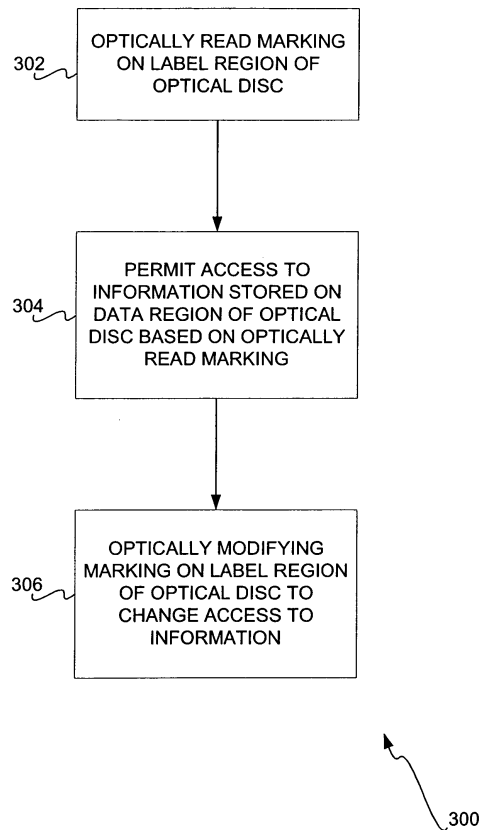 302
OPTICALLY READ MARKING
ON LABEL REGION OF
OPTICAL DISC
304
PERMIT ACCESS TO
INFORMATION STORED ON
DATA REGION OF OPTICAL
DISC BASED ON OPTICALLY
READ MARKING
306
OPTICALLY MODIFYING
MARKING ON LABEL REGION
OF OPTICAL DISC TO
CHANGE ACCESS TO
INFORMATION
300